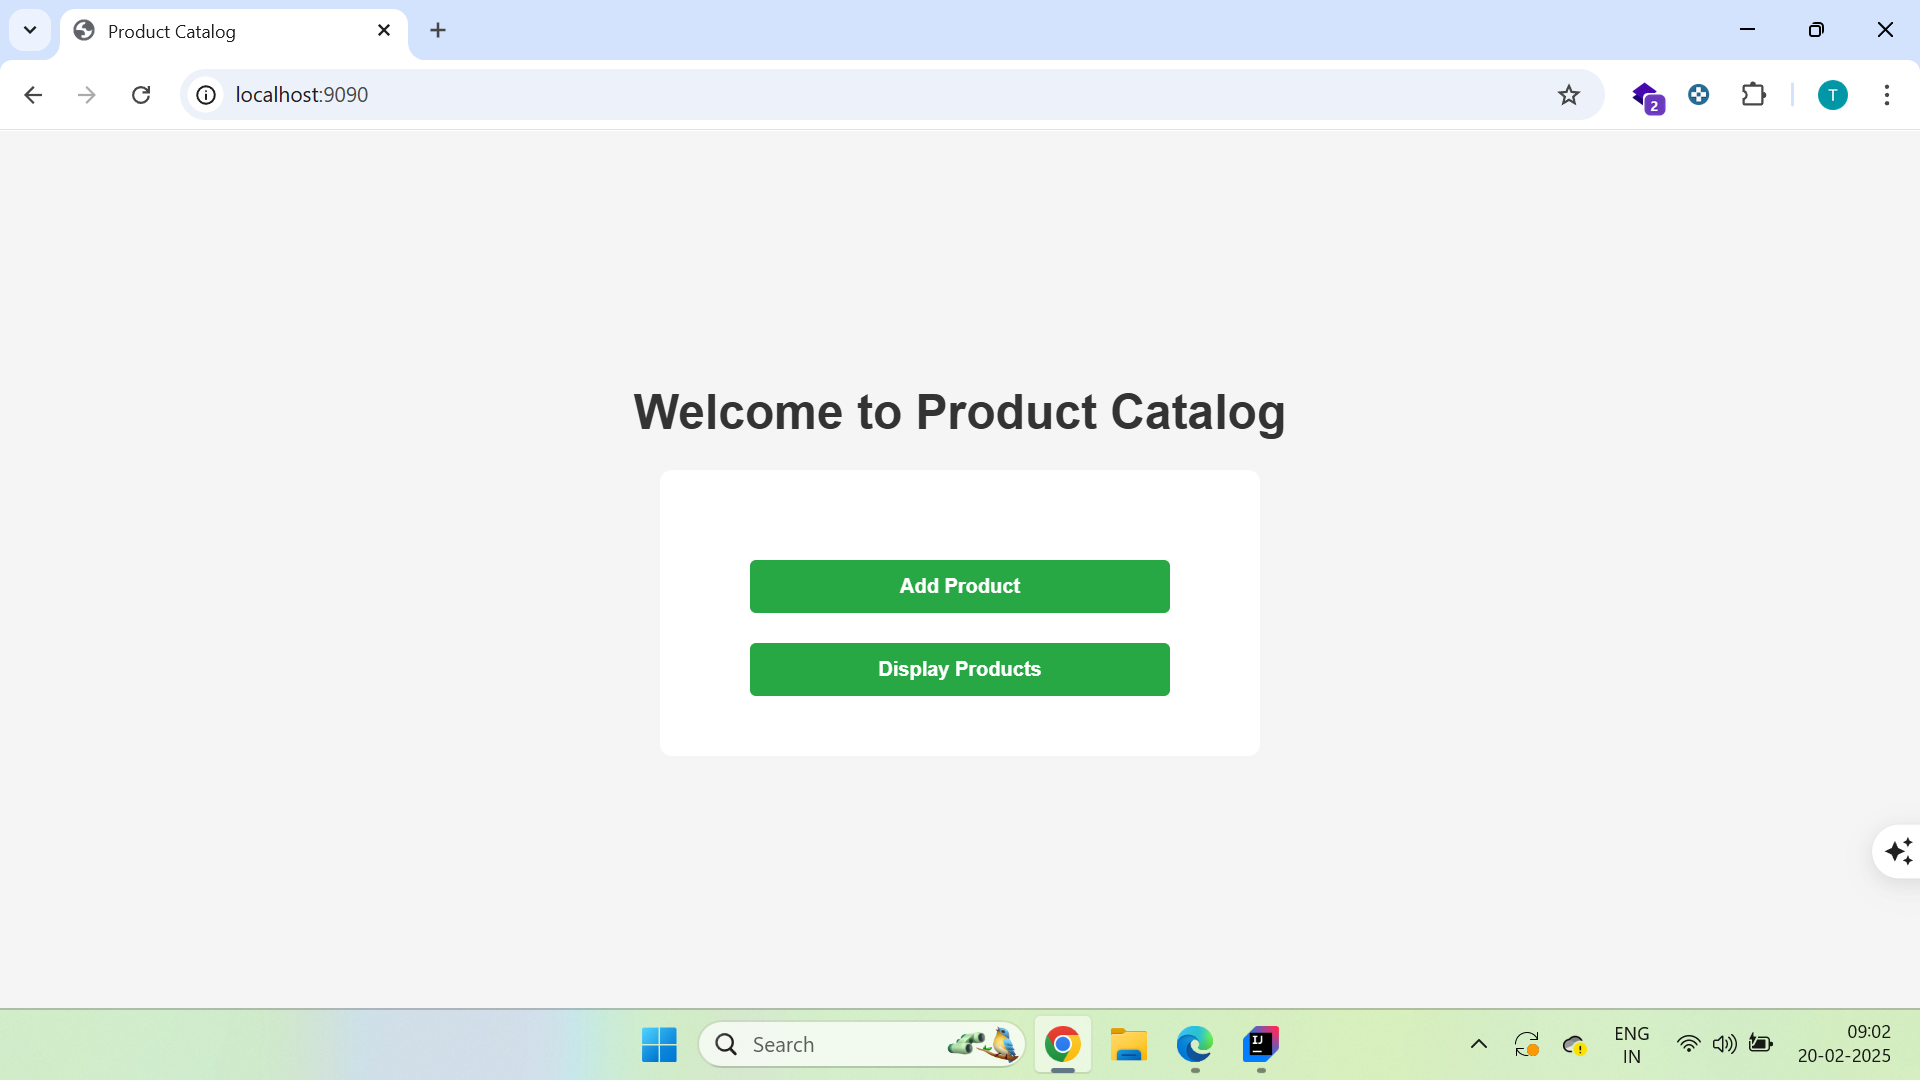 Product Catalog
localhost:9090
2
T
Welcome to Product Catalog
Add Product
Display Products
Search
IJ
ENG
IN
09:02
20-02-2025